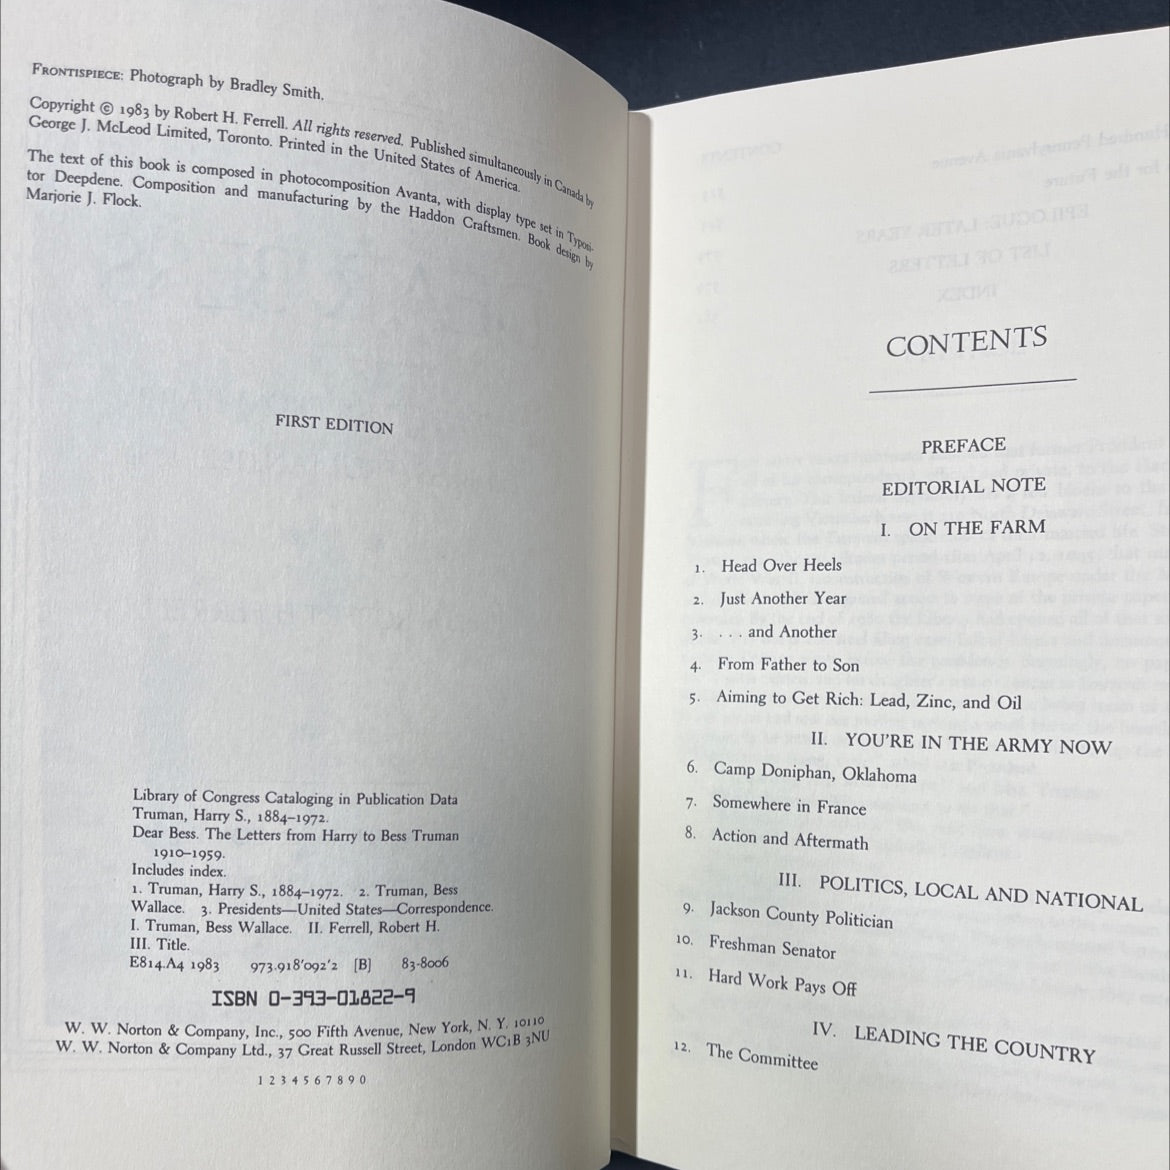 FRONTISPIECE: Photograph by Bradley Smith.
Copyright © 1983 by Robert H. Ferrell. All rights reserved. Published simultaneously in Canada by
George J. McLeod Limited, Toronto. Printed in the United States of America.
The text of this book is composed in photocomposition Avanta, with display type set in Typosi-
tor Deepdene. Composition and manufacturing by the Haddon Craftsmen. Book design by
Marjorie J. Flock.
FIRST EDITION
Library of Congress Cataloging in Publication Data
Truman, Harry S., 1884–1972.
Dear Bess. The Letters from Harry to Bess Truman
1910–1959.
Includes index.
1. Truman, Harry S., 1884–1972. 2. Truman, Bess
Wallace. 3. Presidents—United States—Correspondence.
I. Truman, Bess Wallace. II. Ferrell, Robert H.
III. Title.
E814.A4 1983 973.918'092'2 [B] 83-8006
ISBN 0-393-01822-9
W. W. Norton & Company, Inc., 500 Fifth Avenue, New York, N. Y. 10110
W. W. Norton & Company Ltd., 37 Great Russell Street, London WC1B 3NU
1 2 3 4 5 6 7 8 9 0
CONTENTS
PREFACE
EDITORIAL NOTE
I. ON THE FARM
1. Head Over Heels
2. Just Another Year
3. . . . and Another
4. From Father to Son
5. Aiming to Get Rich: Lead, Zinc, and Oil
II. YOU'RE IN THE ARMY NOW
6. Camp Doniphan, Oklahoma
7. Somewhere in France
8. Action and Aftermath
III. POLITICS, LOCAL AND NATIONAL
9. Jackson County Politician
10. Freshman Senator
11. Hard Work Pays Off
IV. LEADING THE COUNTRY
12. The Committee